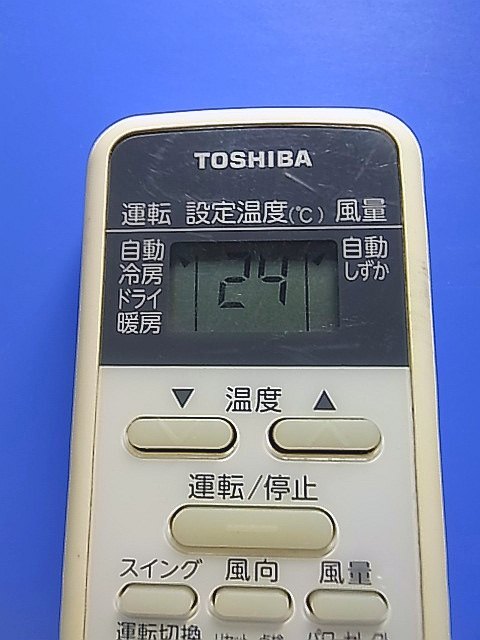 TOSHIBA
運転 設定温度(℃) 風量
自動 24 自動
冷房 しずか
ドライ
暖房
▼ 温度 ▲
運転/停止
スイング 風向 風量
運転切換